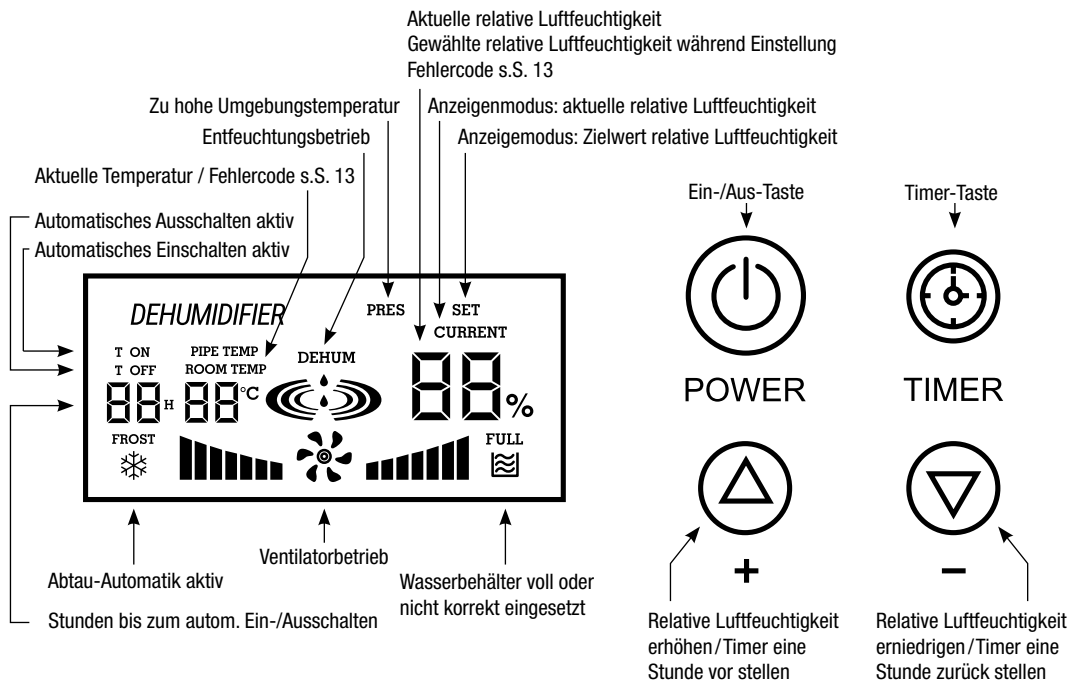 Aktuelle relative Luftfeuchtigkeit
Gewählte relative Luftfeuchtigkeit während Einstellung
Fehlercode s.S. 13
Zu hohe Umgebungstemperatur
Anzeigenmodus: aktuelle relative Luftfeuchtigkeit
Entfeuchtungsbetrieb
Anzeigemodus: Zielwert relative Luftfeuchtigkeit
Aktuelle Temperatur / Fehlercode s.S. 13
Automatisches Ausschalten aktiv
Automatisches Einschalten aktiv
DEHUMIDIFIER
PRES
SET
CURRENT
T ON
T OFF
PIPE TEMP
ROOM TEMP
DEHUM
88 H
88 °C
88 %
FROST
FULL
Abtau-Automatik aktiv
Ventilatorbetrieb
Wasserbehälter voll oder
nicht korrekt eingesetzt
Stunden bis zum autom. Ein-/Ausschalten
Ein-/Aus-Taste
Timer-Taste
POWER
TIMER
+
–
Relative Luftfeuchtigkeit
erhöhen/Timer eine
Stunde vor stellen
Relative Luftfeuchtigkeit
erniedrigen/Timer eine
Stunde zurück stellen